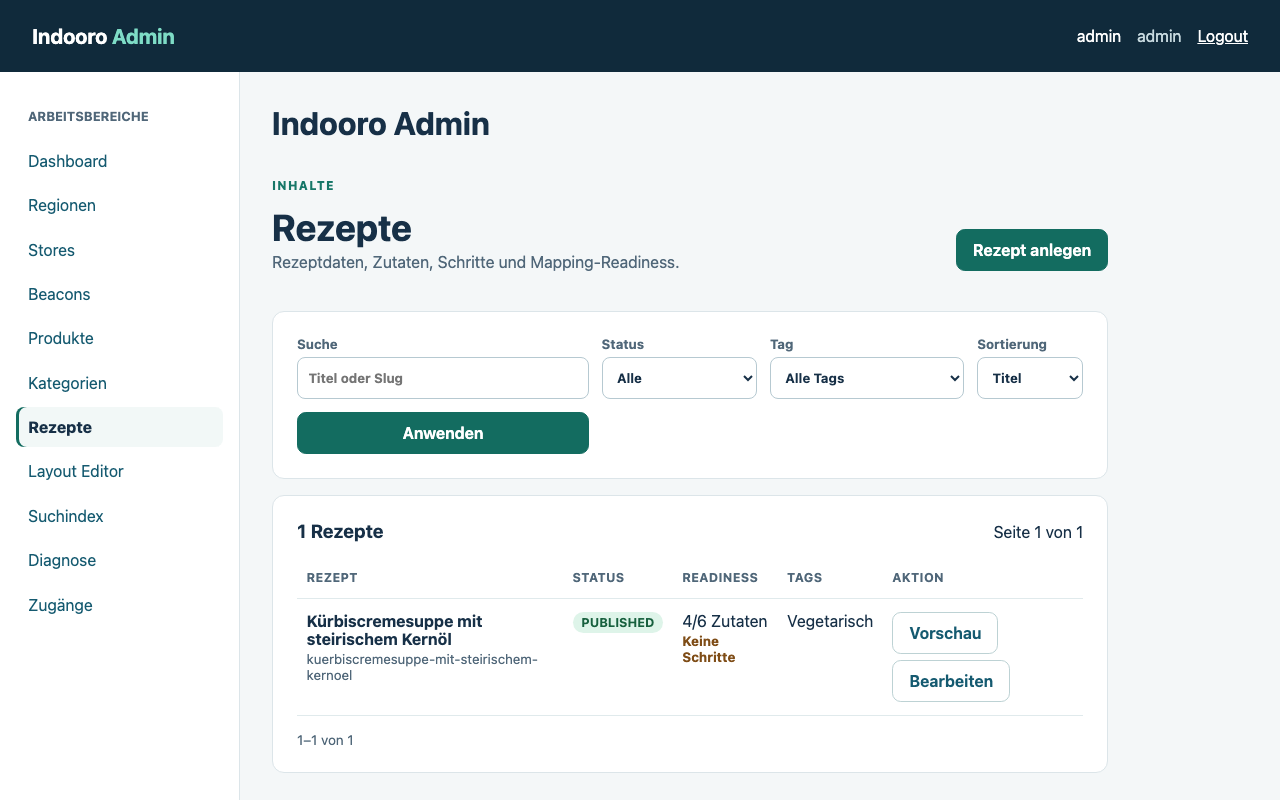 Indooro Admin
admin admin Logout
ARBEITSBEREICHE
Dashboard
Regionen
Stores
Beacons
Produkte
Kategorien
Rezepte
Layout Editor
Suchindex
Diagnose
Zugänge
Indooro Admin
INHALTE
Rezepte
Rezeptdaten, Zutaten, Schritte und Mapping-Readiness.
Rezept anlegen
Suche Status Tag Sortierung
Titel oder Slug Alle Alle Tags Titel
Anwenden
1 Rezepte Seite 1 von 1
REZEPT STATUS READINESS TAGS AKTION
Kürbiscremesuppe mit
steirischem Kernöl
kuerbiscremesuppe-mit-steirischem-
kernoel
PUBLISHED
4/6 Zutaten
Keine
Schritte
Vegetarisch
Vorschau
Bearbeiten
1–1 von 1